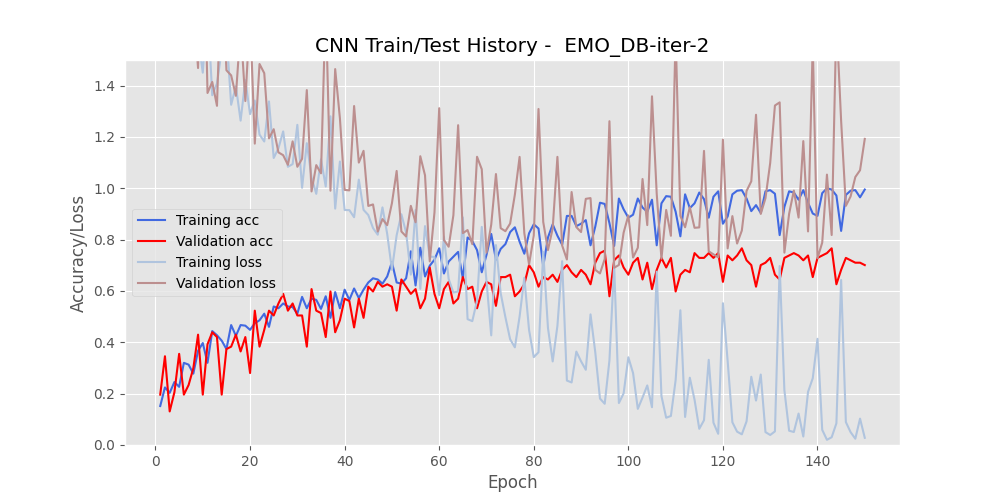 CNN Train/Test History -  EMO_DB-iter-2
1.4
1.2
1.0
0.8
0.6
0.4
0.2
0.0
Accuracy/Loss
Training acc
Validation acc
Training loss
Validation loss
0 20 40 60 80 100 120 140
Epoch